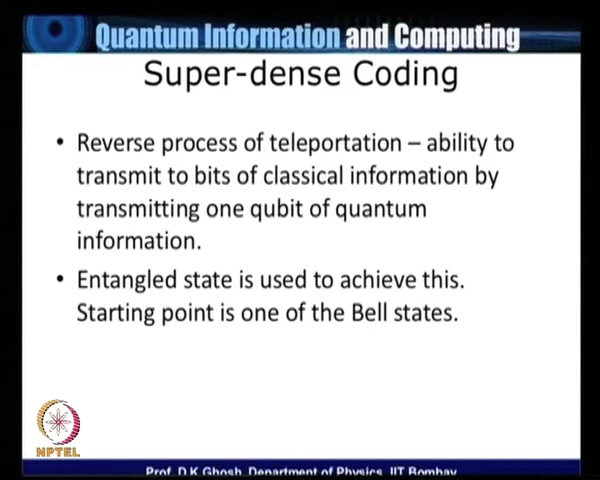 Quantum Information and Computing
Super-dense Coding
• Reverse process of teleportation – ability to
transmit to bits of classical information by
transmitting one qubit of quantum
information.
• Entangled state is used to achieve this.
Starting point is one of the Bell states.
NPTEL
Prof. D.K Ghosh, Department of Physics, IIT Bombay